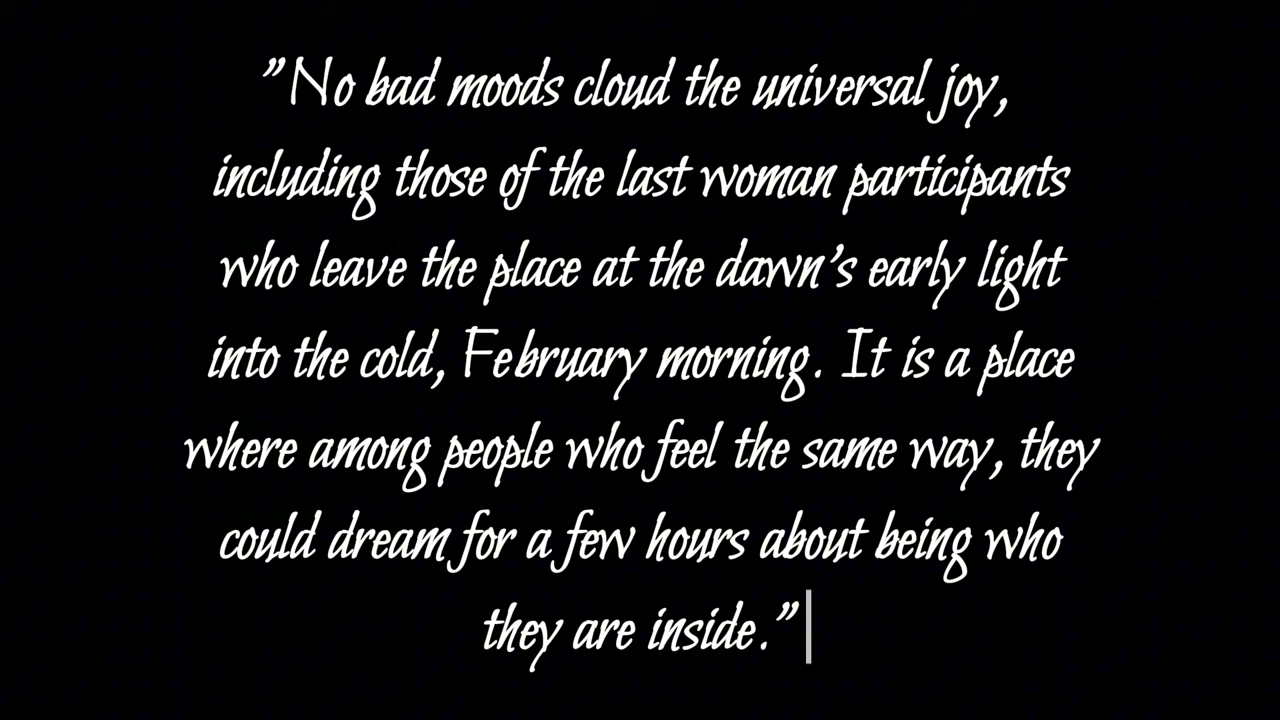 ”No bad moods cloud the universal joy,
including those of the last woman participants
who leave the place at the dawn’s early light
into the cold, February morning. It is a place
where among people who feel the same way, they
could dream for a few hours about being who
they are inside.”